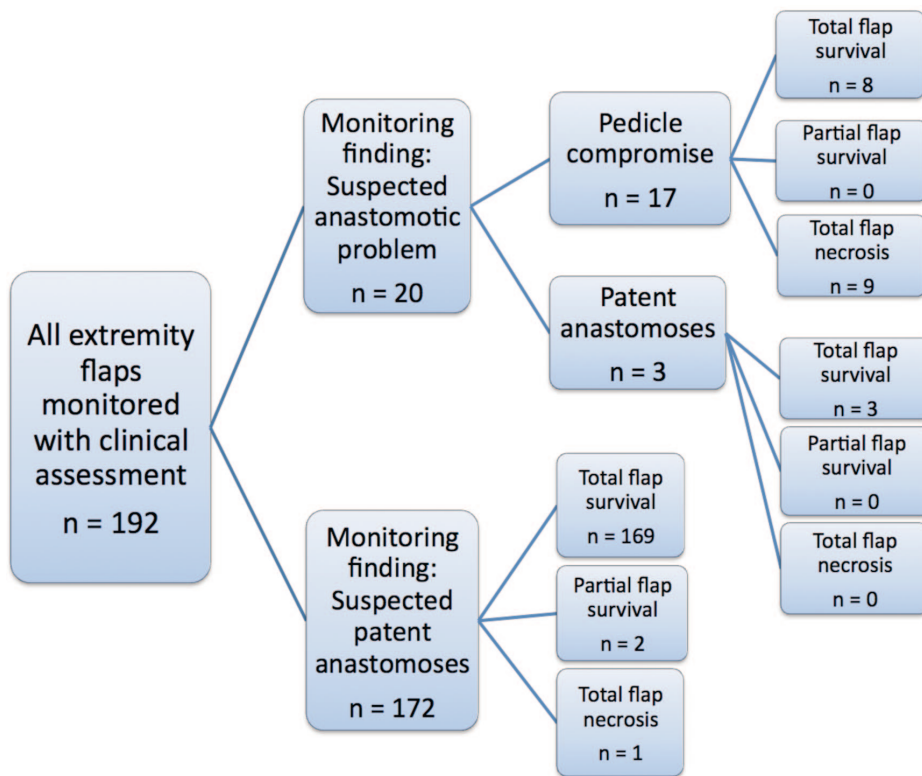 All extremity
flaps
monitored
with clinical
assessment
n = 192
Monitoring
finding:
Suspected
anastomotic
problem
n = 20
Pedicle
compromise
n = 17
Total flap
survival
n = 8
Partial flap
survival
n = 0
Total flap
necrosis
n = 9
Patent
anastomoses
n = 3
Total flap
survival
n = 3
Partial flap
survival
n = 0
Total flap
necrosis
n = 0
Monitoring
finding:
Suspected
patent
anastomoses
n = 172
Total flap
survival
n = 169
Partial flap
survival
n = 2
Total flap
necrosis
n = 1